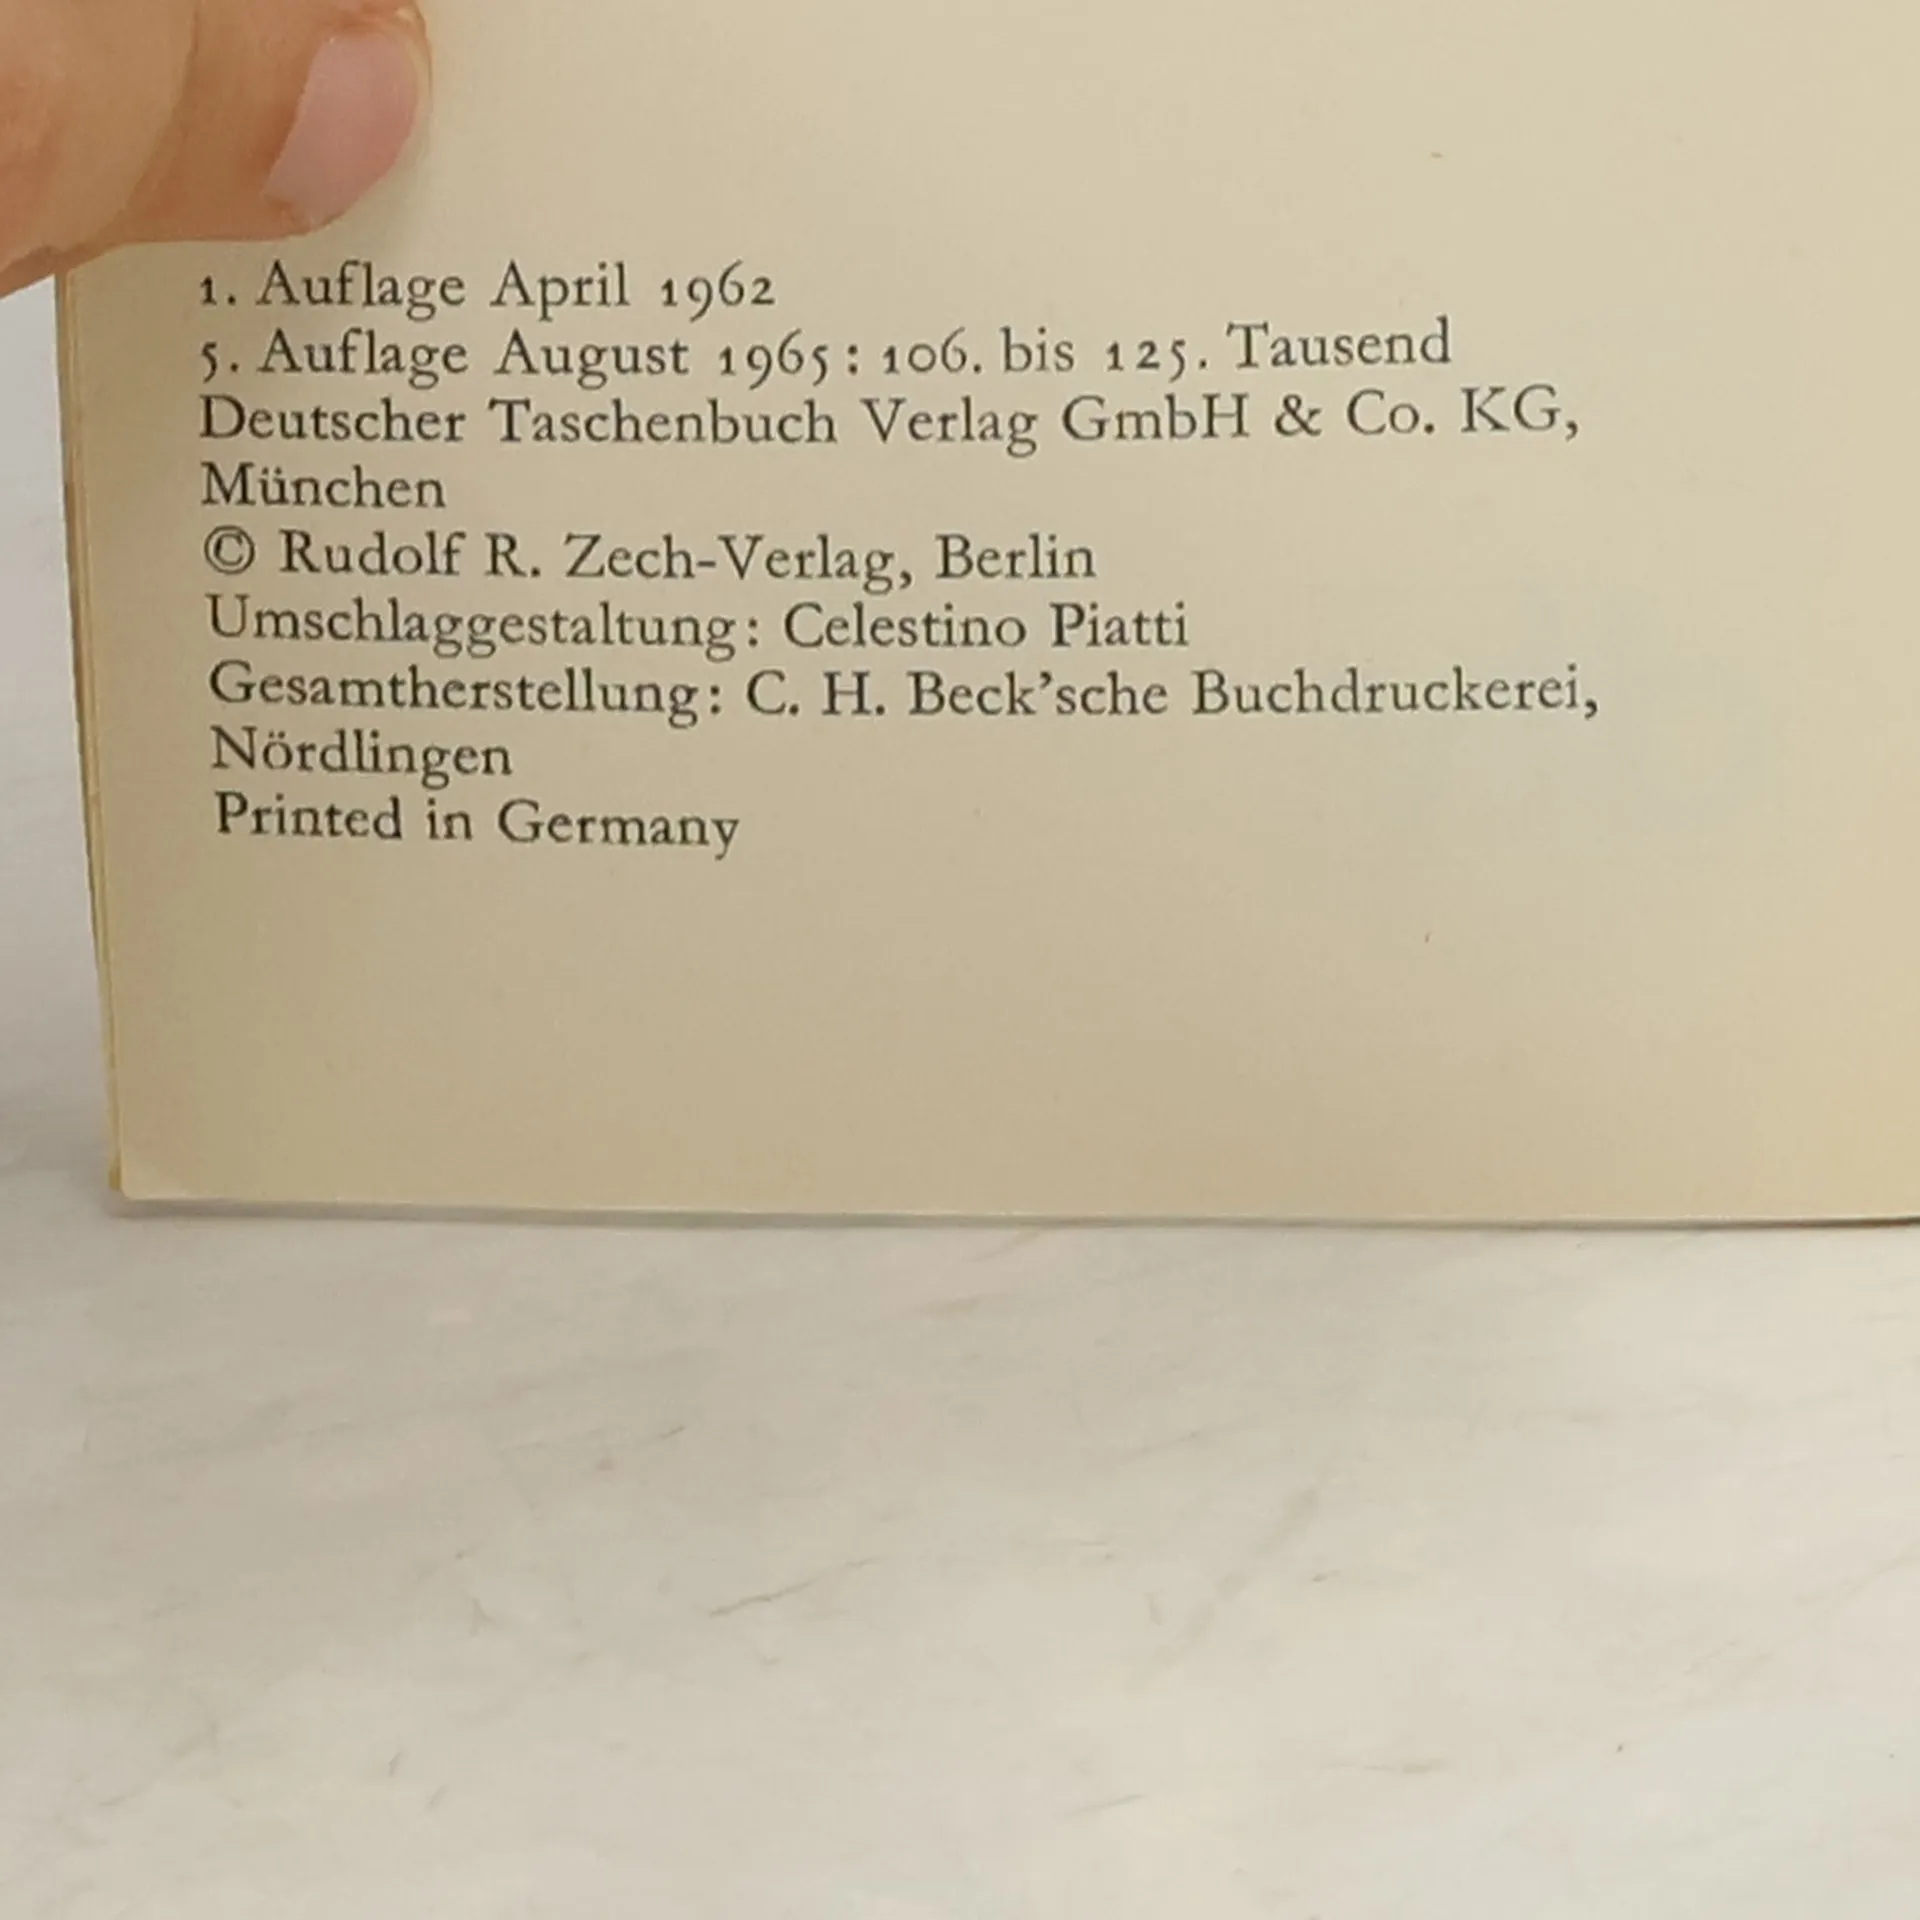 1. Auflage April 1962
5. Auflage August 1965: 106. bis 125. Tausend
Deutscher Taschenbuch Verlag GmbH & Co. KG,
München
© Rudolf R. Zech-Verlag, Berlin
Umschlaggestaltung: Celestino Piatti
Gesamtherstellung: C. H. Beck’sche Buchdruckerei,
Nördlingen
Printed in Germany